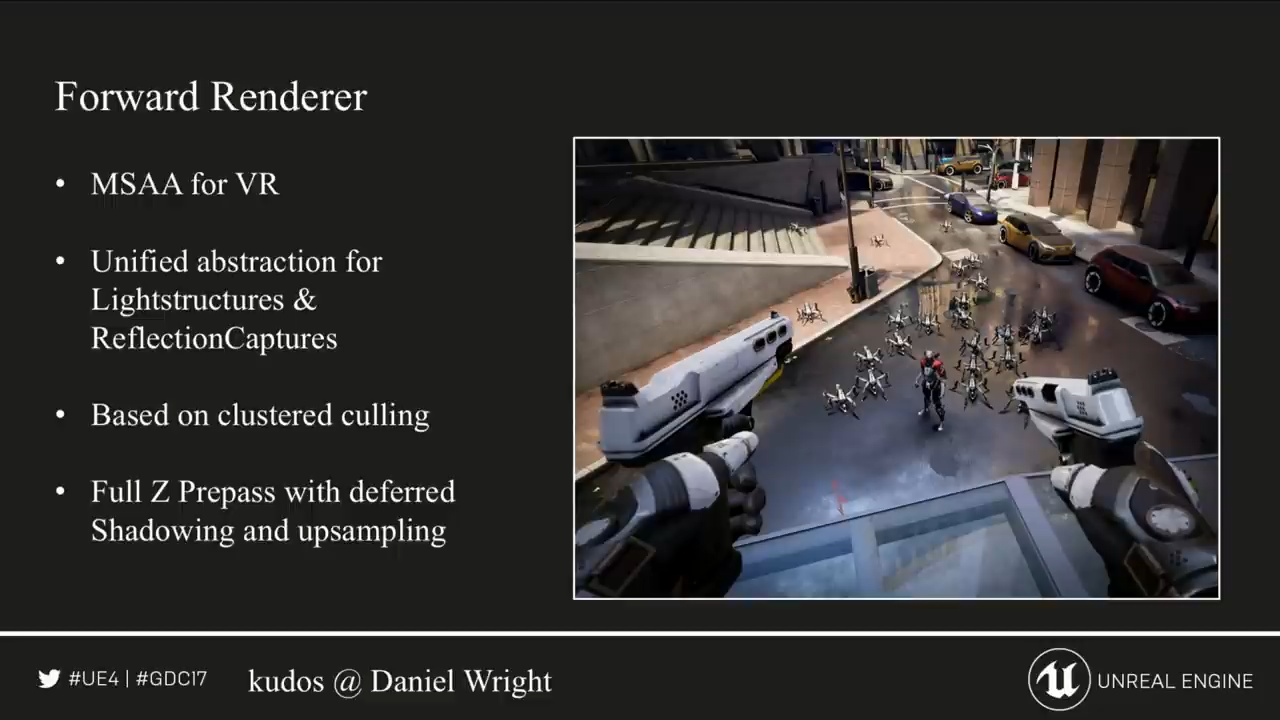 Forward Renderer
• MSAA for VR
• Unified abstraction for
Lightstructures &
ReflectionCaptures
• Based on clustered culling
• Full Z Prepass with deferred
Shadowing and upsampling
#UE4 | #GDC17
kudos @ Daniel Wright
UNREAL ENGINE